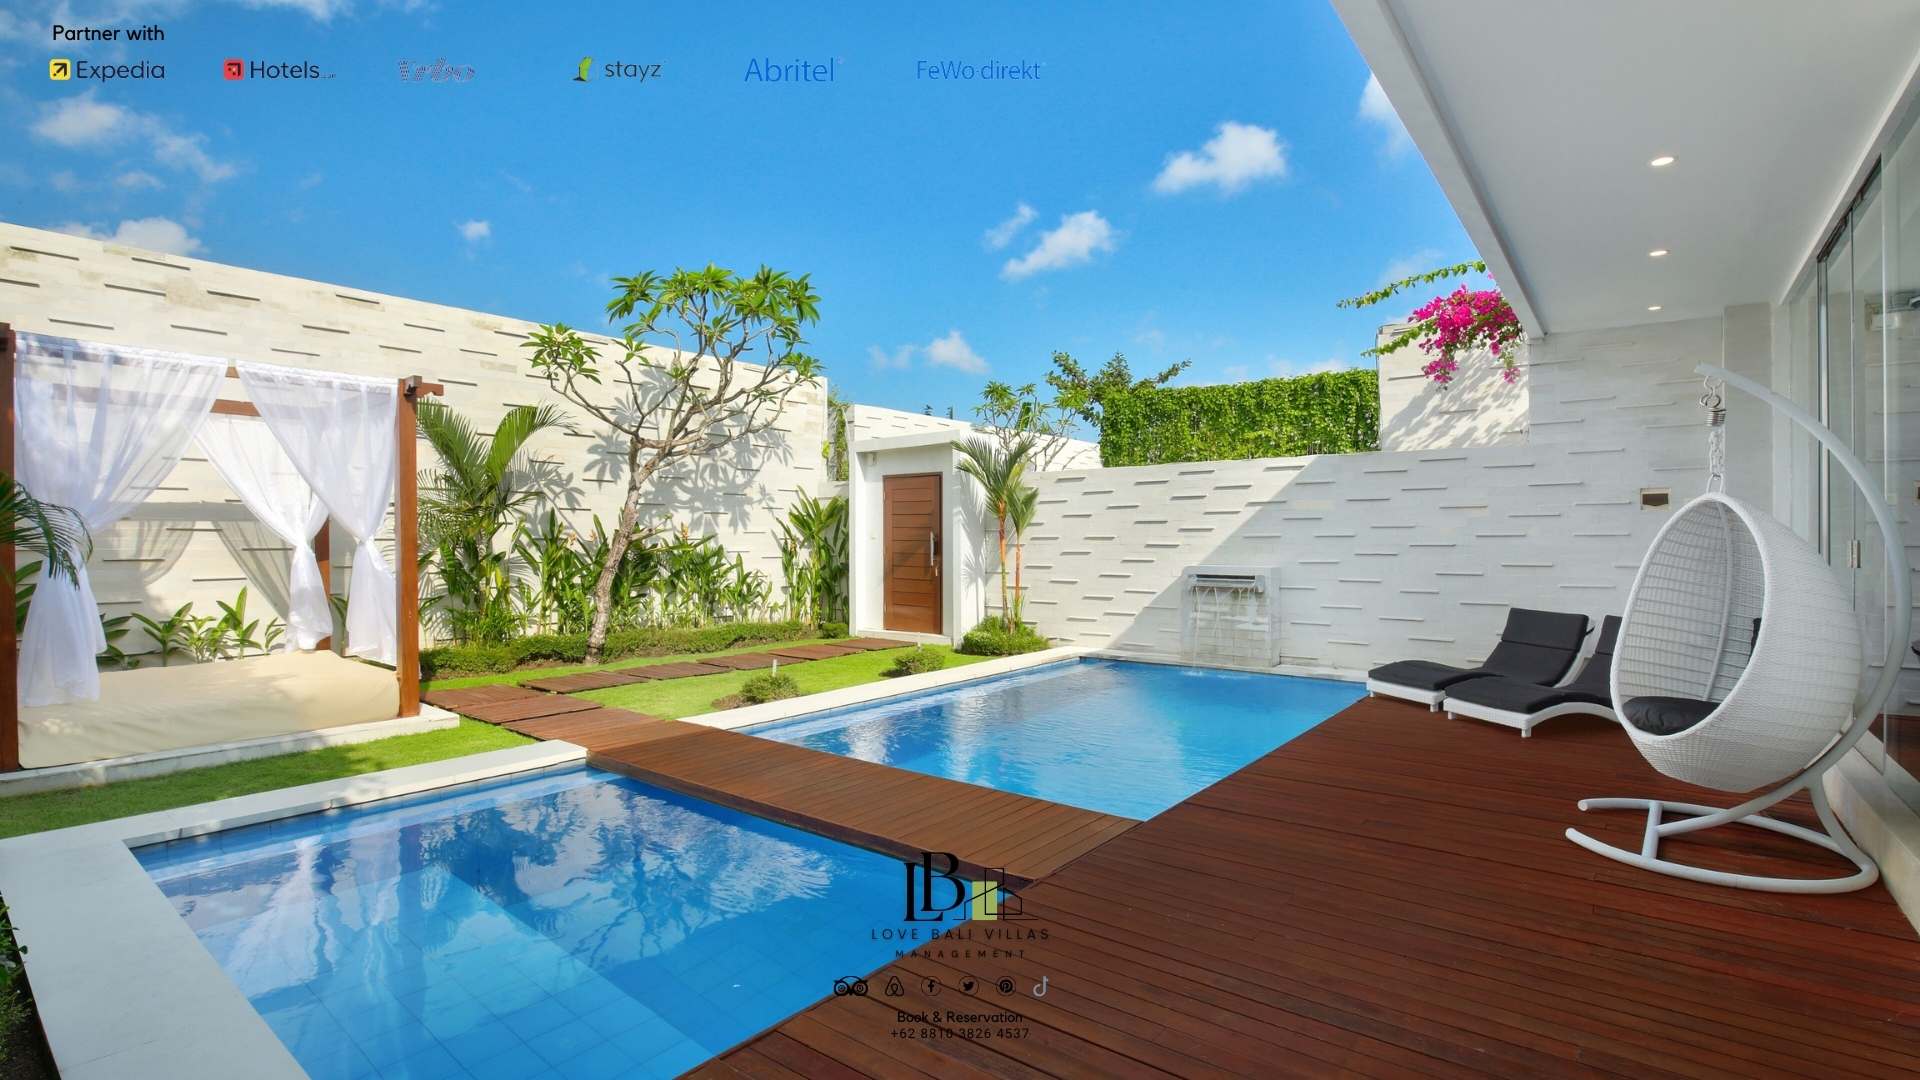 Partner with
Expedia
Hotels.com
Vrbo
stayz
Abritel
FeWo-direkt
LB
LOVE BALI VILLAS
MANAGEMENT
Book & Reservation
+62 8810 3826 4537